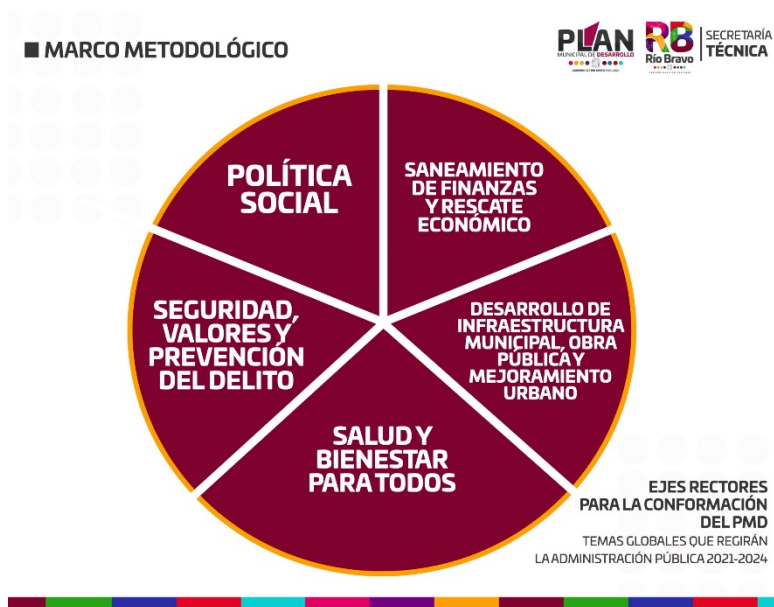 MARCO METODOLÓGICO
PLAN
MUNICIPAL DE DESARROLLO
RB
Río Bravo
SECRETARÍA
TÉCNICA
POLÍTICA
SOCIAL
SANEAMIENTO
DE FINANZAS
Y RESCATE
ECONÓMICO
SEGURIDAD,
VALORES Y
PREVENCIÓN
DEL DELITO
DESARROLLO DE
INFRAESTRUCTURA
MUNICIPAL, OBRA
PÚBLICA Y
MEJORAMIENTO
URBANO
SALUD Y
BIENESTAR
PARA TODOS
EJES RECTORES
PARA LA CONFORMACIÓN
DEL PMD
TEMAS GLOBALES QUE REGIRÁN
LA ADMINISTRACIÓN PÚBLICA 2021-2024